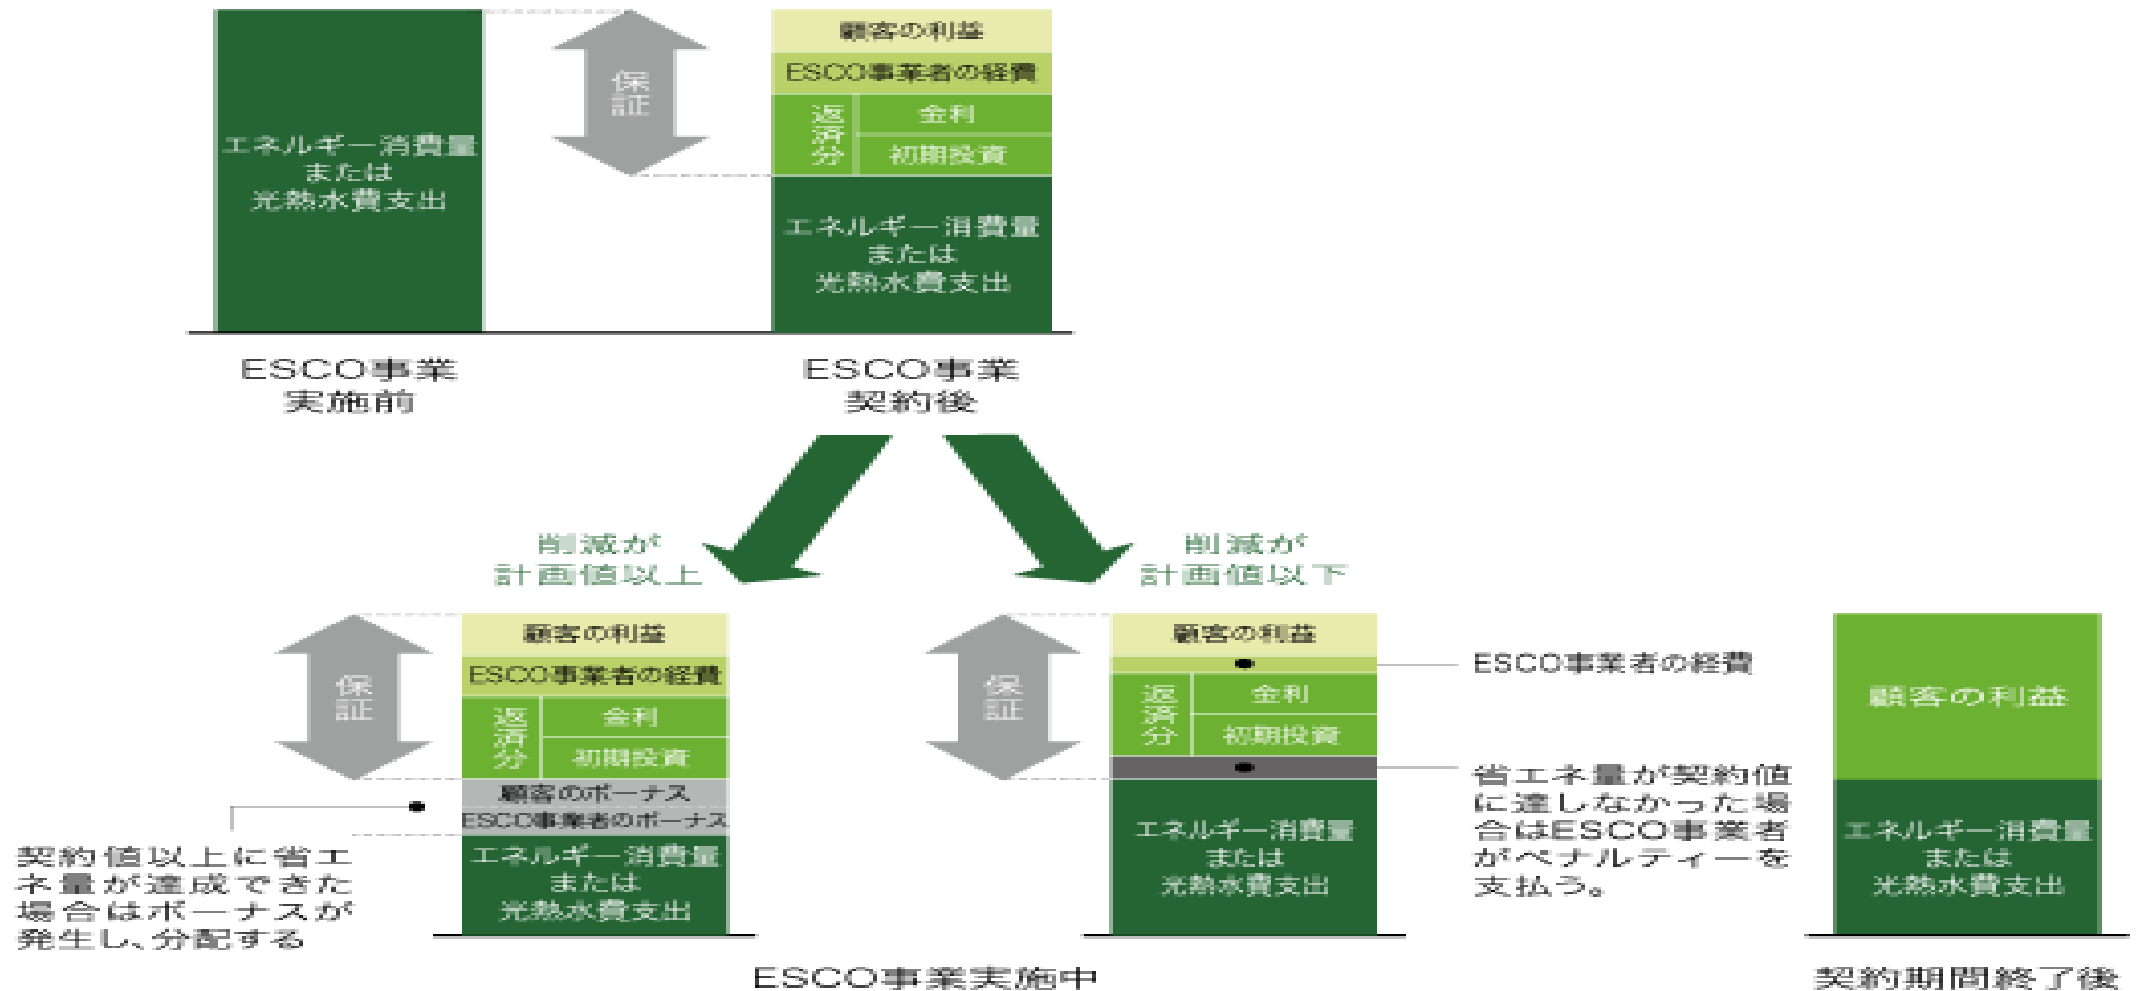 エネルギー消費量
または
光熱水費支出
保証
顧客の利益
ESCO事業者の経費
返済分
金利
初期投資
エネルギー消費量
または
光熱水費支出
ESCO事業
実施前
ESCO事業
契約後
削減が
計画値以上
削減が
計画値以下
保証
顧客の利益
ESCO事業者の経費
返済分
金利
初期投資
顧客のボーナス
ESCO事業者のボーナス
エネルギー消費量
または
光熱水費支出
契約値以上に省エ
ネ量が達成できた
場合はボーナスが
発生し、分配する
保証
顧客の利益
ESCO事業者の経費
返済分
金利
初期投資
エネルギー消費量
または
光熱水費支出
省エネ量が契約値
に達しなかった場
合はESCO事業者
がペナルティーを
支払う。
ESCO事業実施中
顧客の利益
エネルギー消費量
または
光熱水費支出
契約期間終了後